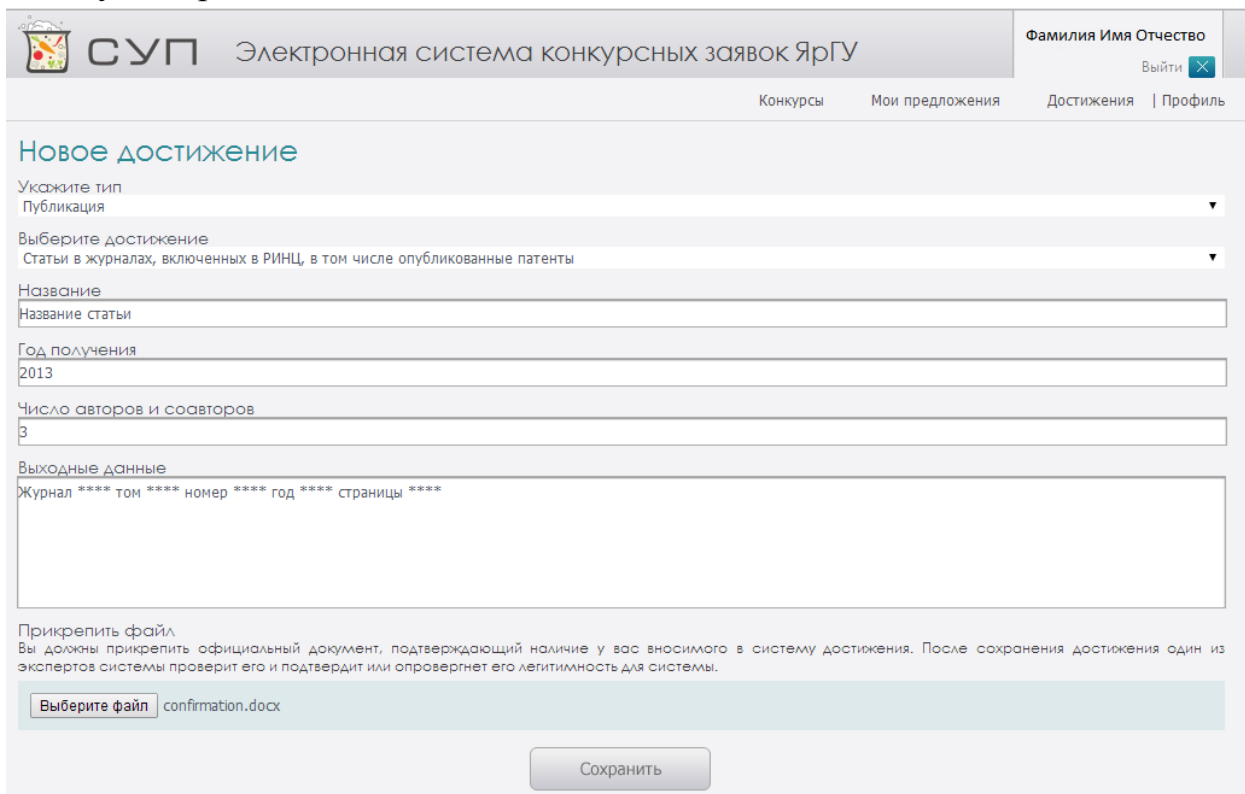 СУП Электронная система конкурсных заявок ЯрГУ
Фамилия Имя Отчество
Выйти
Конкурсы Мои предложения Достижения | Профиль
Новое достижение
Укажите тип
Публикация
Выберите достижение
Статьи в журналах, включенных в РИНЦ, в том числе опубликованные патенты
Название
Название статьи
Год получения
2013
Число авторов и соавторов
3
Выходные данные
Журнал **** том **** номер **** год **** страницы ****
Прикрепить файл
Вы должны прикрепить официальный документ, подтверждающий наличие у вас вносимого в систему достижения. После сохранения достижения один из
экспертов системы проверит его и подтвердит или опровергнет его легитимность для системы.
Выберите файл confirmation.docx
Сохранить